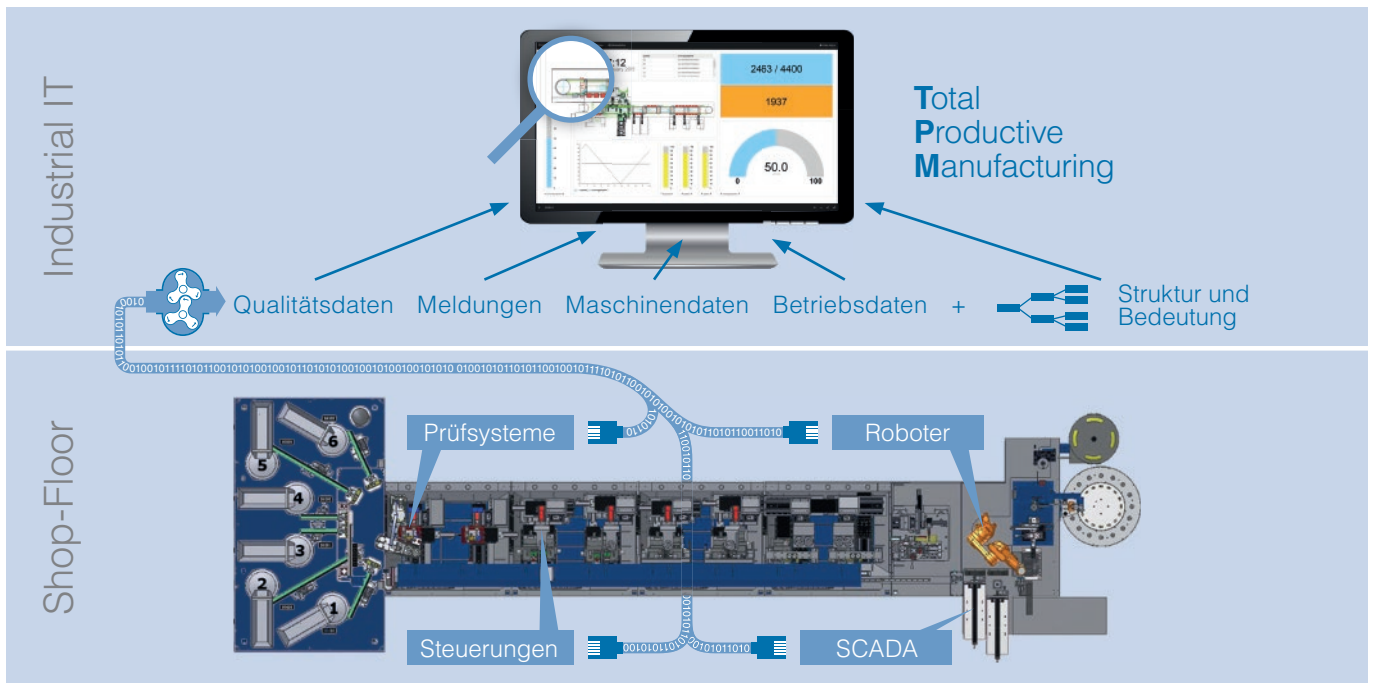 Industrial IT
2463 / 4400
1937
50.0
0
100
Total
Productive
Manufacturing
Qualitätsdaten
Meldungen
Maschinendaten
Betriebsdaten
+
Struktur und
Bedeutung
Shop-Floor
Prüfsysteme
Roboter
Steuerungen
SCADA
6
5
4
3
2
1